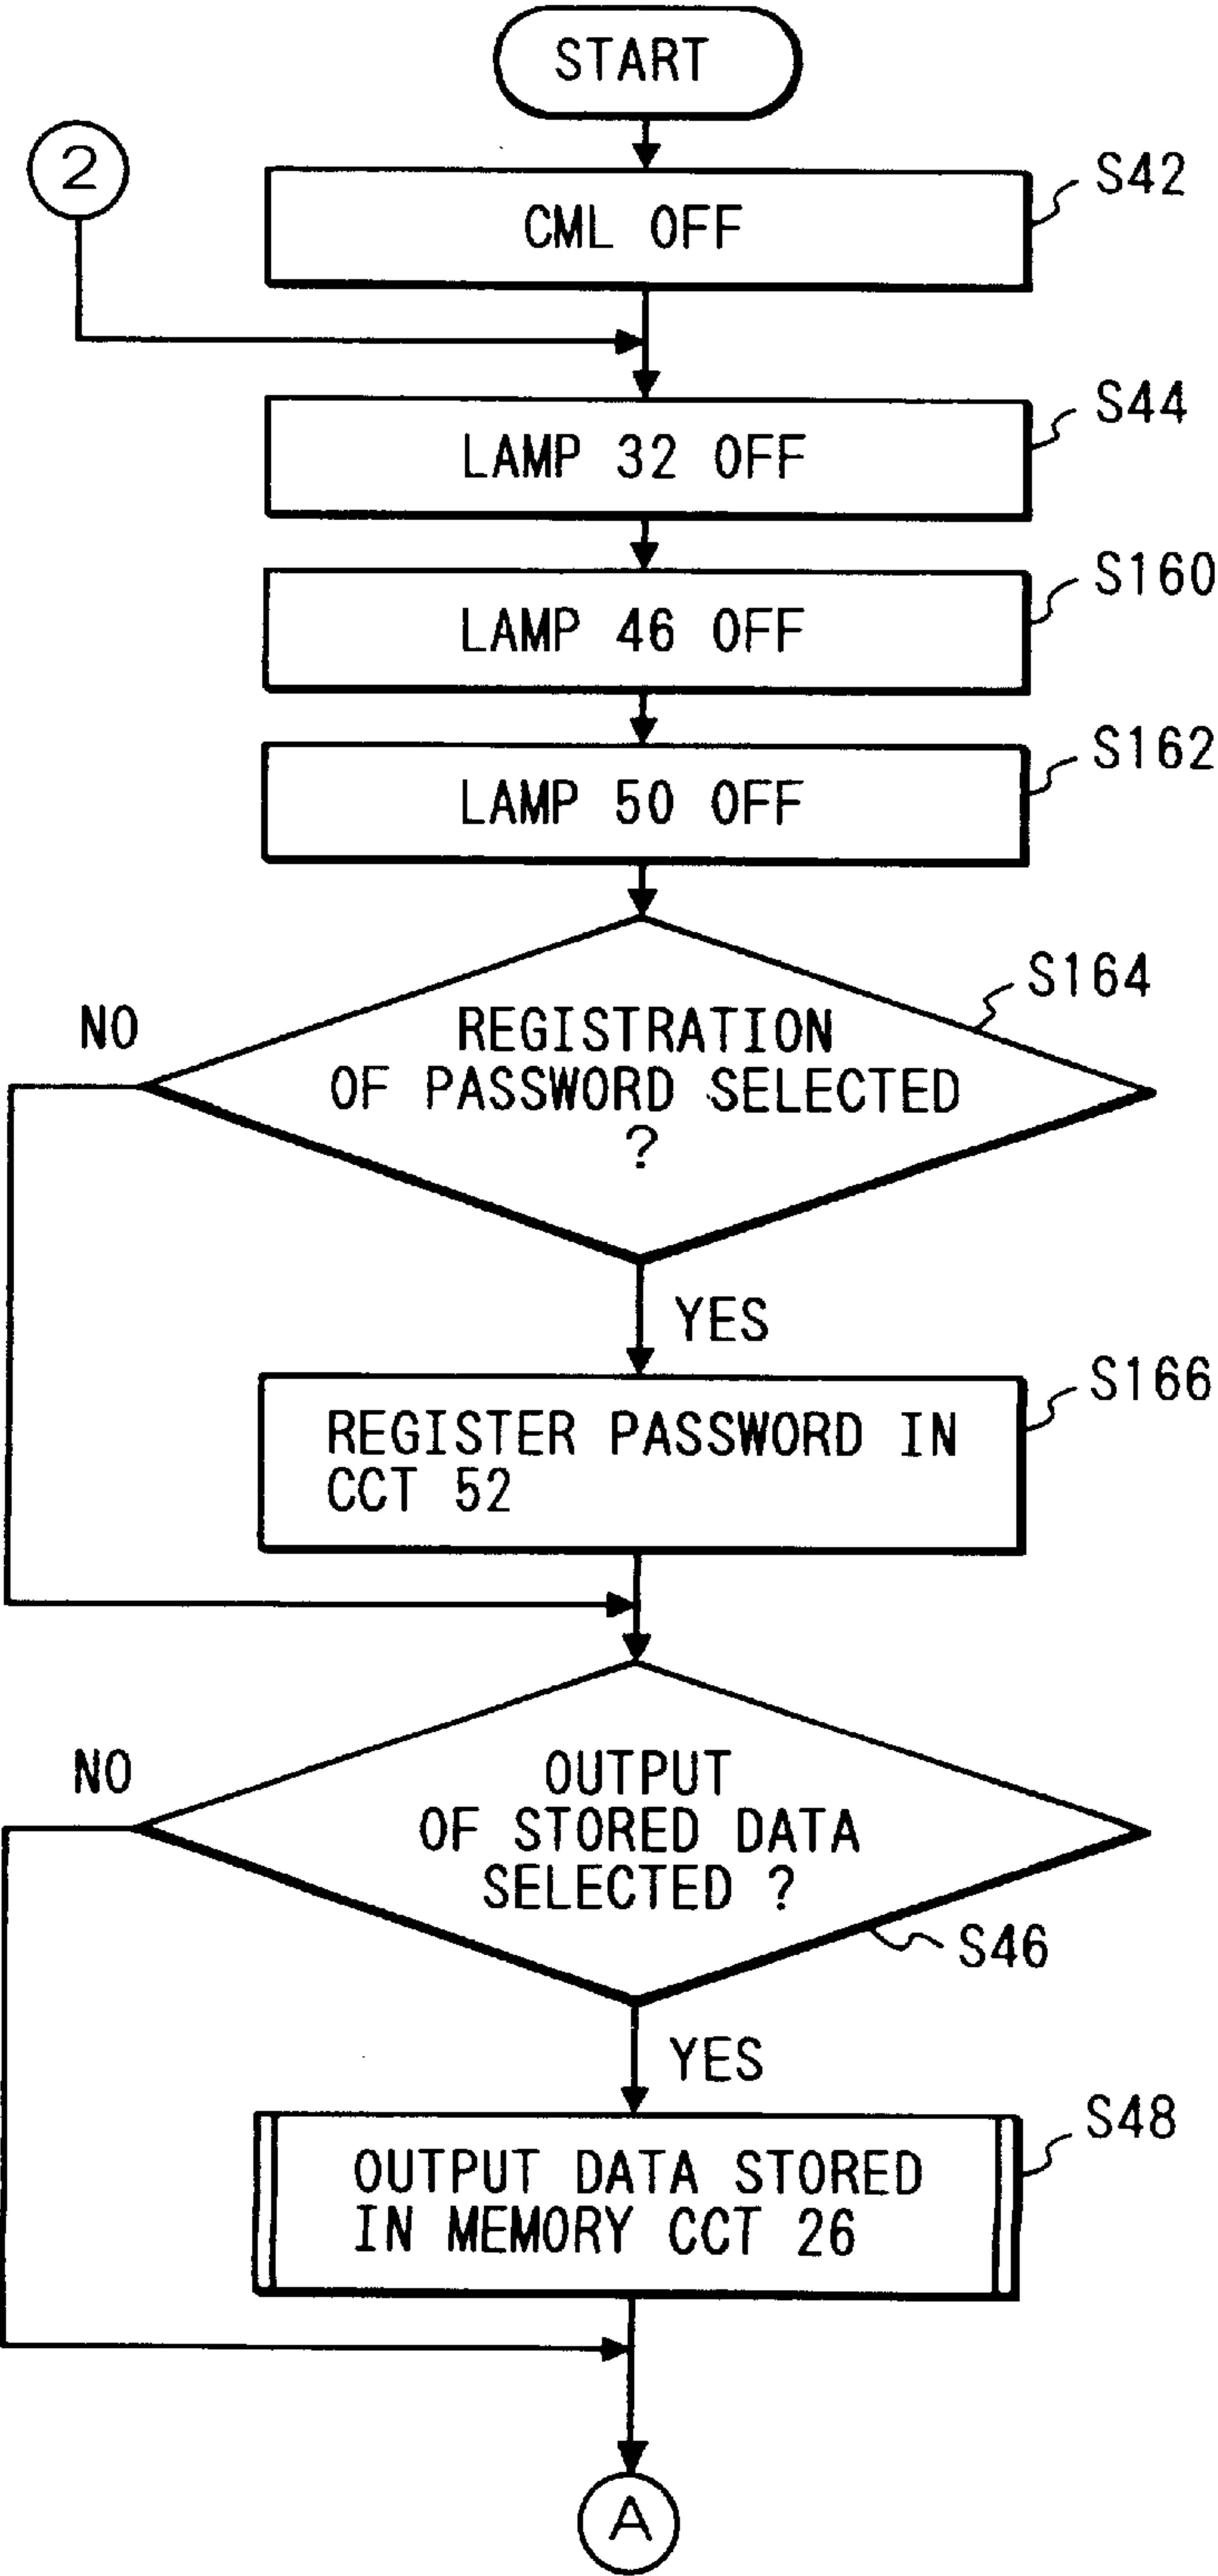 START
2
S42
CML OFF
S44
LAMP 32 OFF
S160
LAMP 46 OFF
S162
LAMP 50 OFF
S164
NO
REGISTRATION
OF PASSWORD SELECTED
?
YES
S166
REGISTER PASSWORD IN
CCT 52
NO
OUTPUT
OF STORED DATA
SELECTED ?
S46
YES
S48
OUTPUT DATA STORED
IN MEMORY CCT 26
A